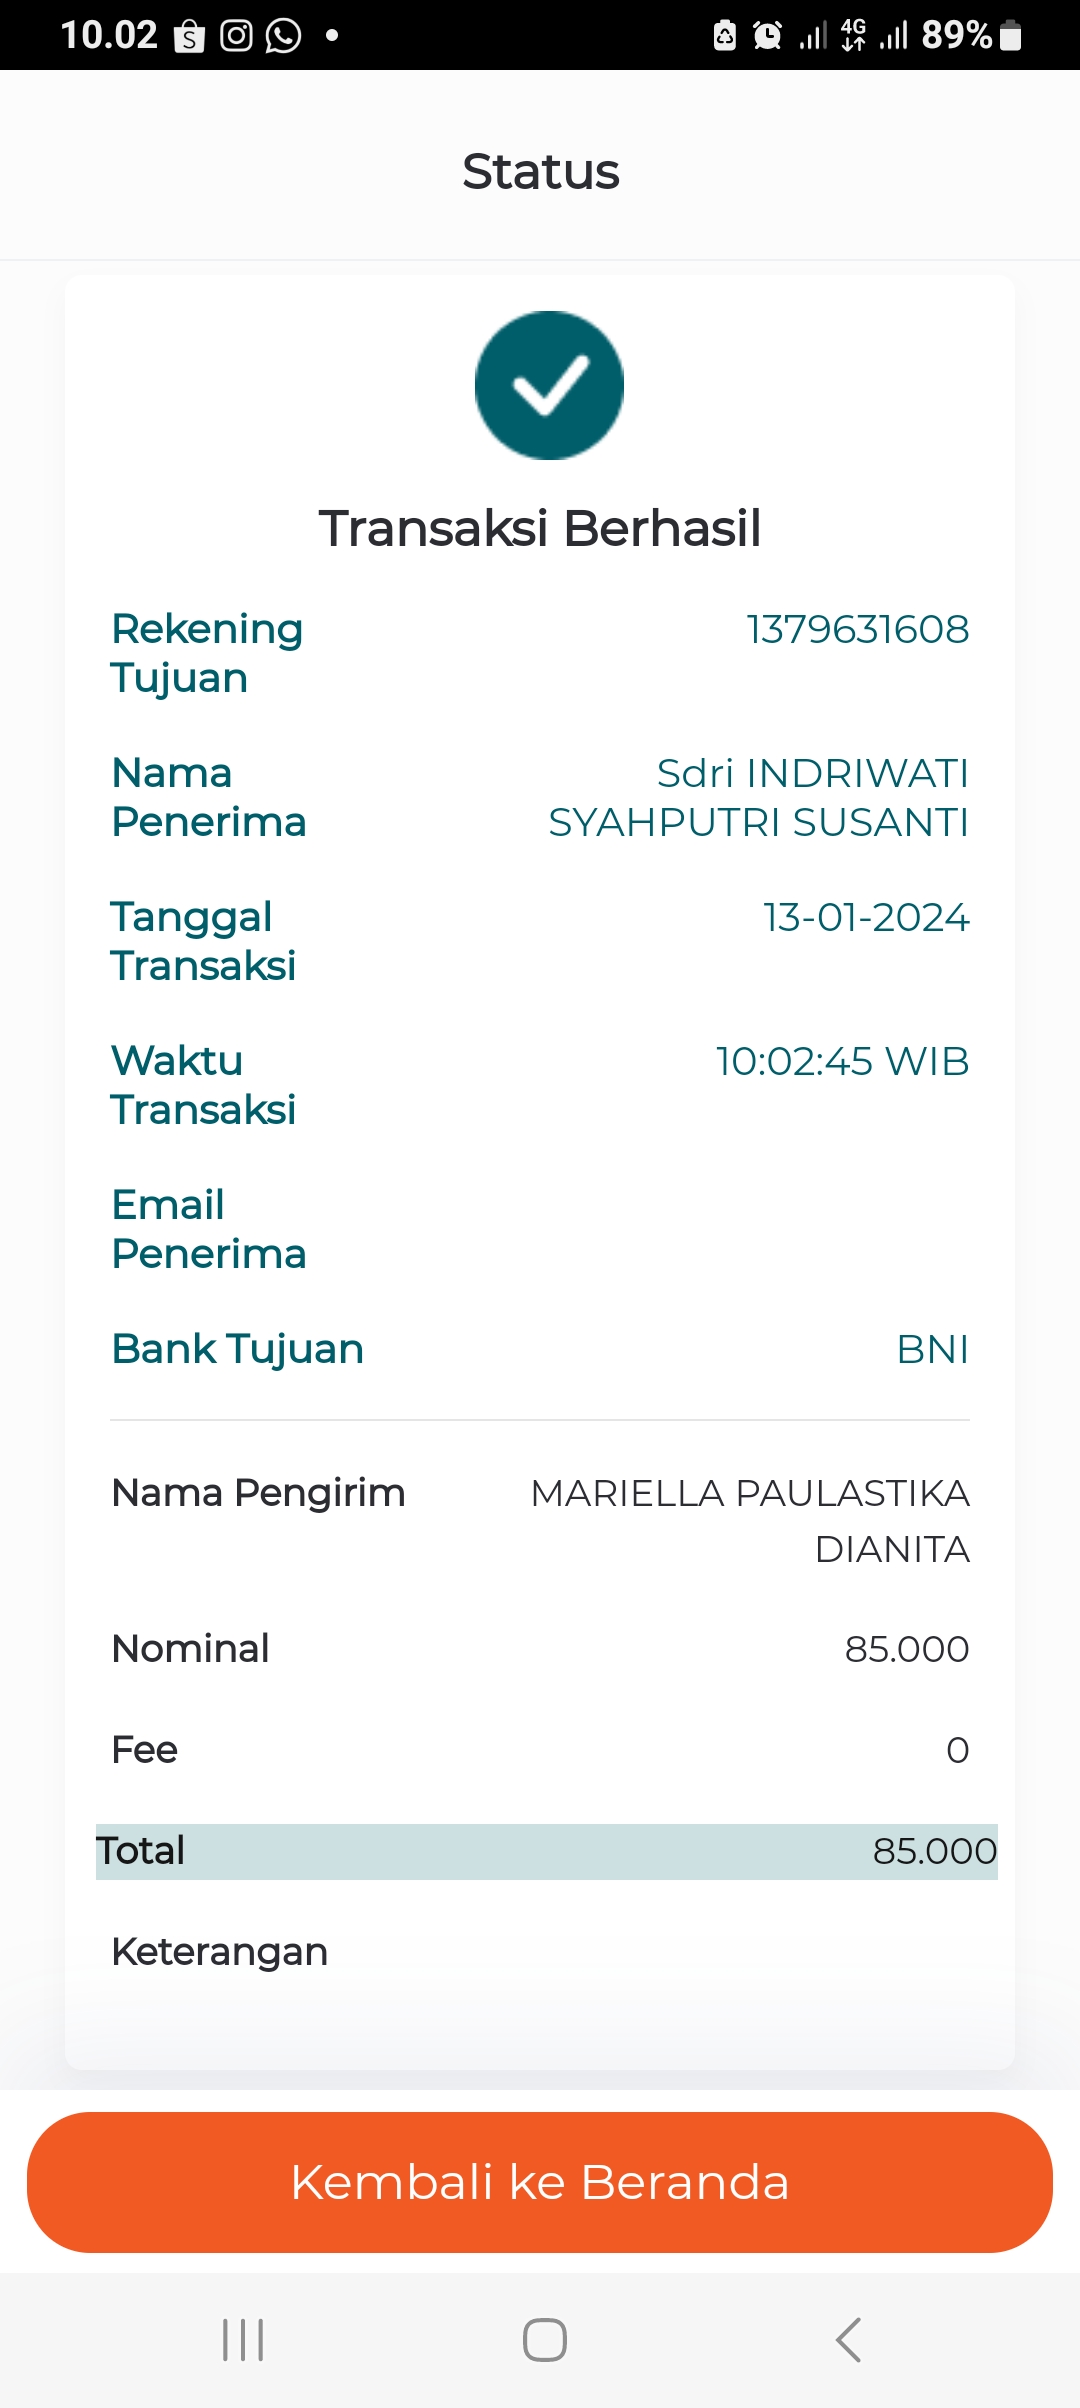 10.02
4G
89%
Status
Transaksi Berhasil
Rekening
Tujuan
1379631608
Nama
Penerima
Sdri INDRIWATI
SYAHPUTRI SUSANTI
Tanggal
Transaksi
13-01-2024
Waktu
Transaksi
10:02:45 WIB
Email
Penerima
Bank Tujuan
BNI
Nama Pengirim
MARIELLA PAULASTIKA
DIANITA
Nominal
85.000
Fee
0
Total
85.000
Keterangan
Kembali ke Beranda